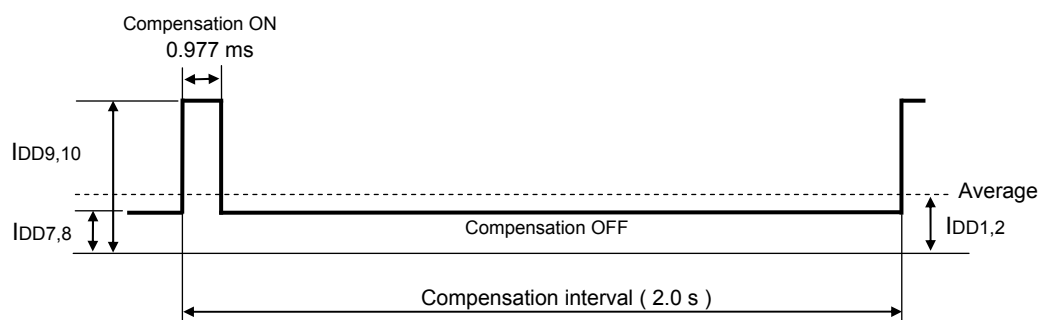 Compensation ON
0.977 ms
IDD9,10
Average
IDD7,8
Compensation OFF
IDD1,2
Compensation interval ( 2.0 s )